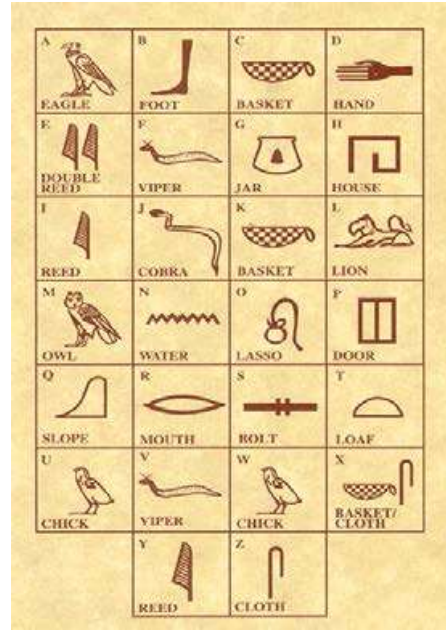 A B C D
EAGLE FOOT BASKET HAND
E F G H
DOUBLE REED VIPER JAR HOUSE
I J K L
REED COBRA BASKET LION
M N O P
OWL WATER LASSO DOOR
Q R S T
SLOPE MOUTH BOLT LOAF
U V W X
CHICK VIPER CHICK BASKET/ CLOTH
Y Z
REED CLOTH